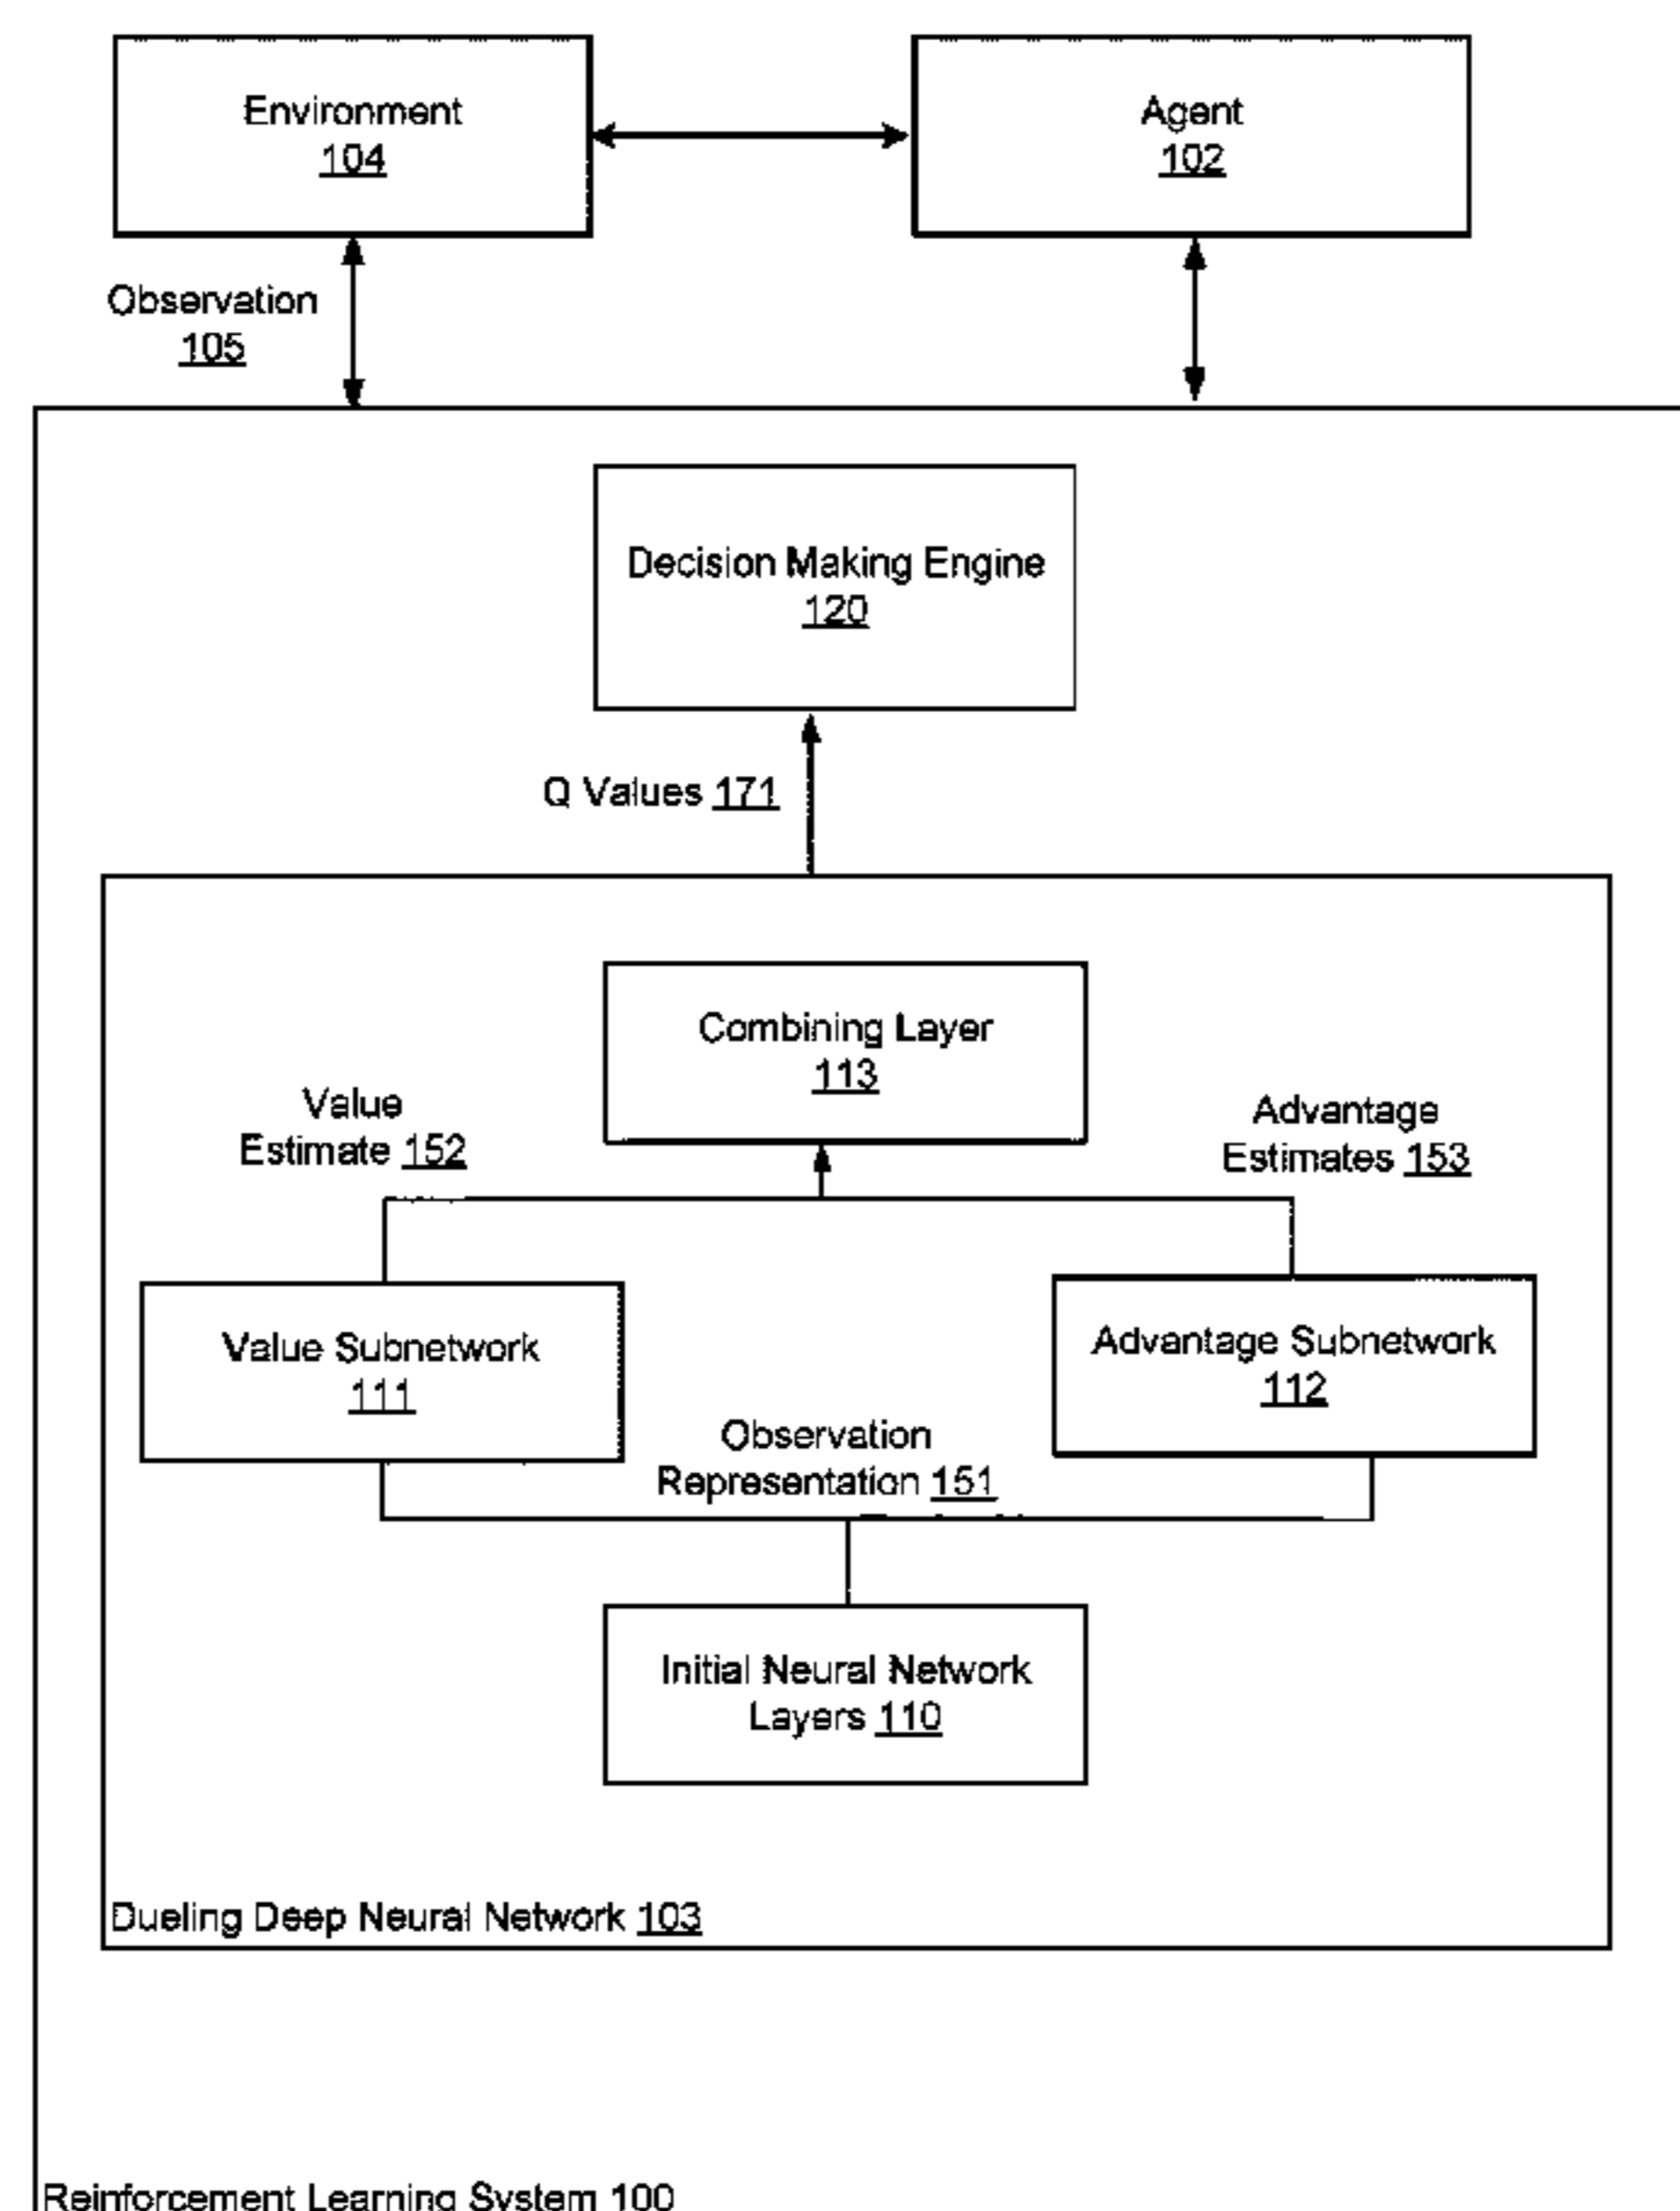 Environment
104
Agent
102
Observation
105
Decision Making Engine
120
Q Values 171
Combining Layer
113
Value
Estimate 152
Advantage
Estimates 153
Value Subnetwork
111
Advantage Subnetwork
112
Observation
Representation 151
Initial Neural Network
Layers 110
Dueling Deep Neural Network 103
Reinforcement Learning System 100